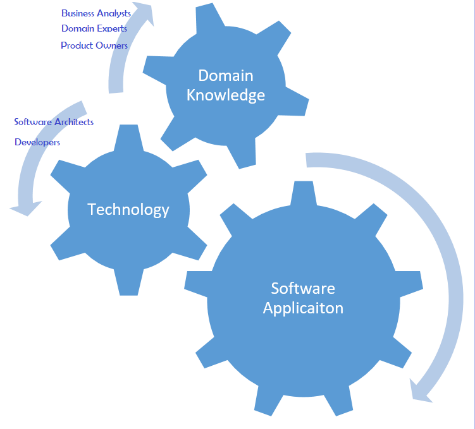 Business Analysts
Domain Experts
Product Owners
Domain
Knowledge
Software Architects
Developers
Technology
Software
Applicaiton